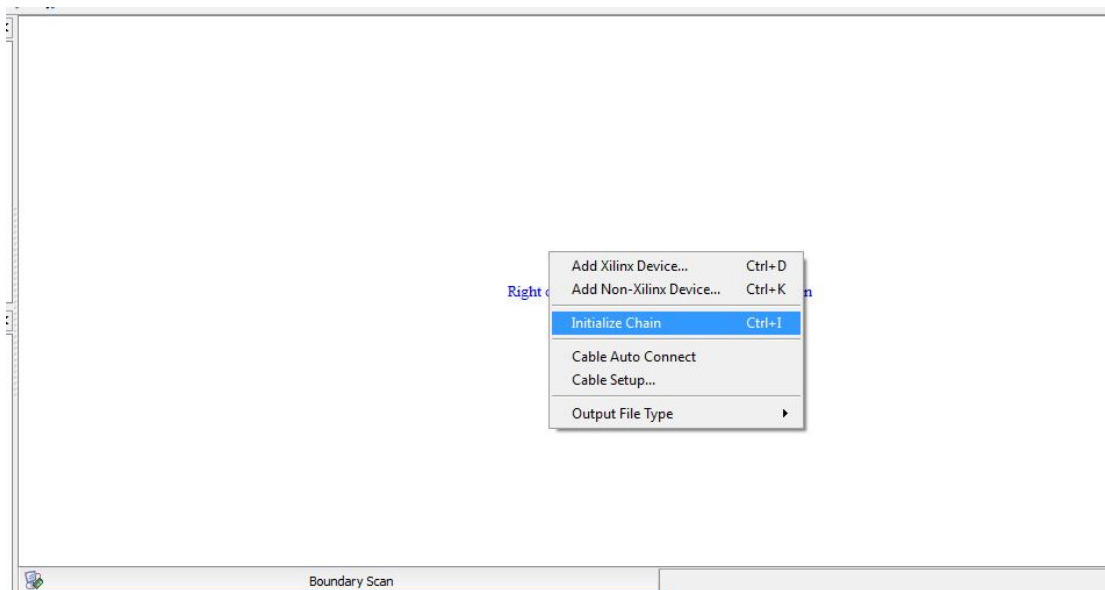 Add Xilinx Device... Ctrl+D
Right
Add Non-Xilinx Device... Ctrl+K
Initialize Chain Ctrl+I
Cable Auto Connect
Cable Setup...
Output File Type
Boundary Scan